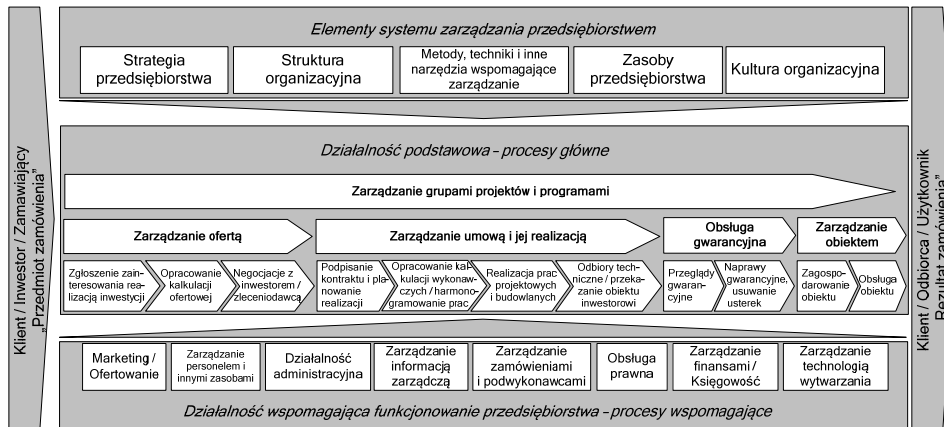 Klient / Inwestor / Zamawiający
„Przedmiot zamówienia”
Elementy systemu zarządzania przedsiębiorstwem
Strategia
przedsiębiorstwa
Struktura
organizacyjna
Metody, techniki i inne
narzędzia wspomagające
zarządzanie
Zasoby
przedsiębiorstwa
Kultura organizacyjna
Działalność podstawowa – procesy główne
Zarządzanie grupami projektów i programami
Zarządzanie ofertą
Zarządzanie umową i jej realizacją
Obsługa
gwarancyjna
Zarządzanie
obiektem
Zgłoszenie zain-
teresowania rea-
lizacją inwestycji
Opracowanie
kalkulacji
ofertowej
Negocjacje z
inwestorem /
zleceniodawcą
Podpisanie
kontraktu i pla-
nowanie
realizacji
Opracowanie kal-
kulacji wykonaw-
czych / harmono-
gramowanie prac
Realizacja prac
projektowych
i budowlanych
Odbiory tech-
niczne / przeka-
zanie obiektu
inwestorowi
Przeglądy
gwaran-
cyjne
Naprawy
gwarancyjne,
usuwanie
usterek
Zagospo-
darowanie
obiektu
Obsługa
obiektu
Marketing /
Ofertowanie
Zarządzanie
personelem i
innymi zasobami
Działalność
administracyjna
Zarządzanie
informacją
zarządczą
Zarządzanie
zamówieniami
i podwykonawcami
Obsługa
prawna
Zarządzanie
finansami /
Księgowość
Zarządzanie
technologią
wytwarzania
Działalność wspomagająca funkcjonowanie przedsiębiorstwa – procesy wspomagające
Klient / Odbiorca / Użytkownik
„Rezultat zamówienia”